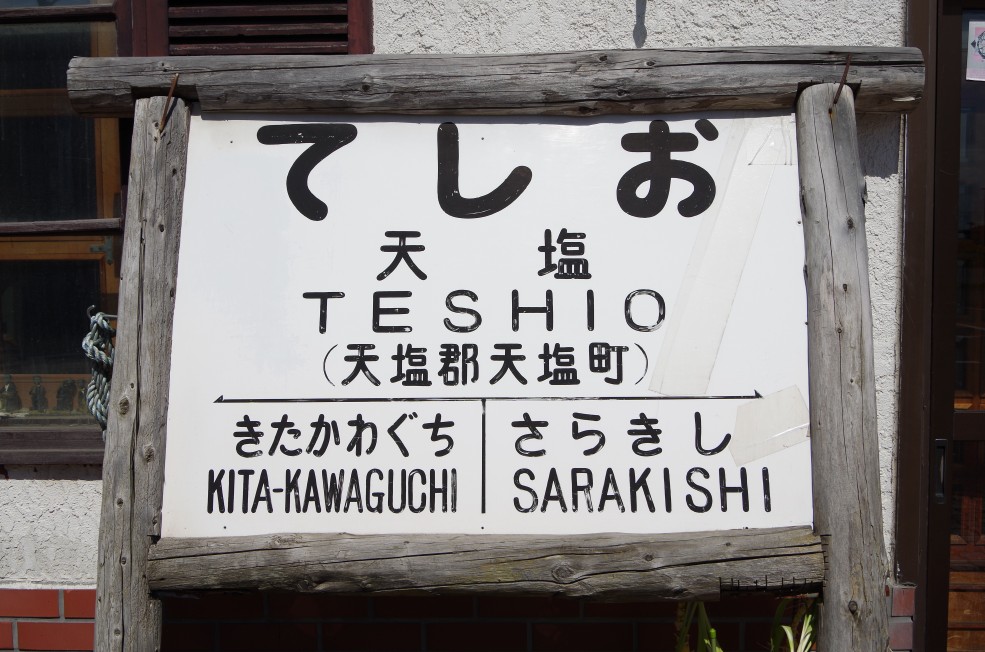 てしお
天塩
TESHIO
(天塩郡天塩町)
きたかわぐち さらきし
KITA-KAWAGUCHI SARAKISHI